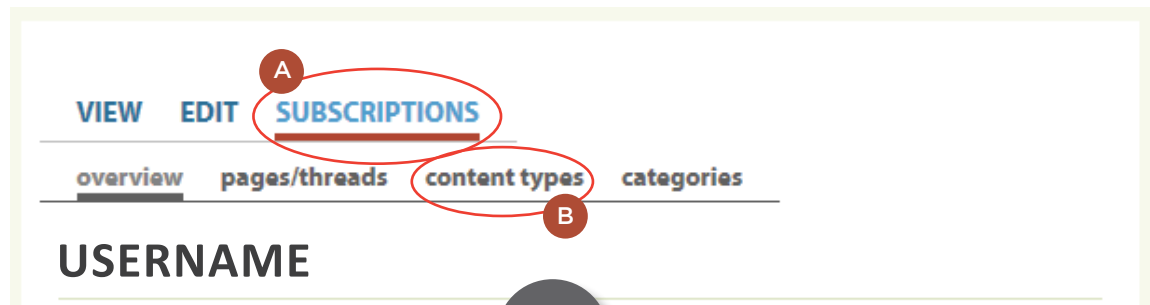 A
VIEW EDIT SUBSCRIPTIONS
overview pages/threads content types categories
B
USERNAME